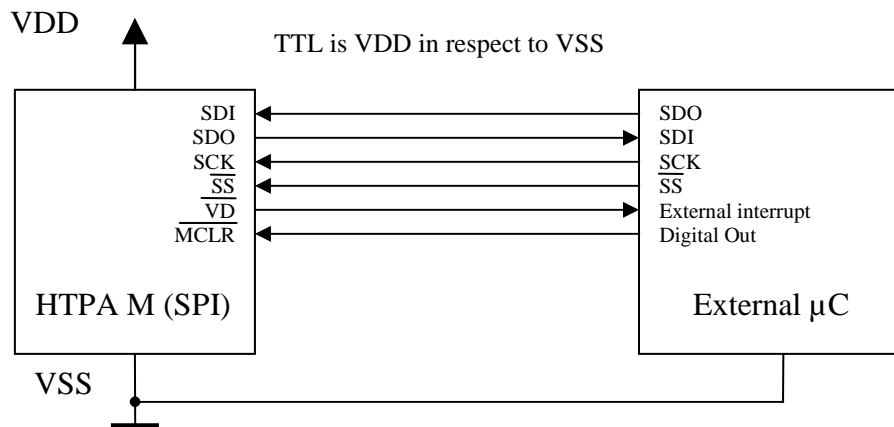 VDD
TTL is VDD in respect to VSS
SDI
SDO
SCK
SS
VD
MCLR
HTPA M (SPI)
SDO
SDI
SCK
SS
External interrupt
Digital Out
External µC
VSS